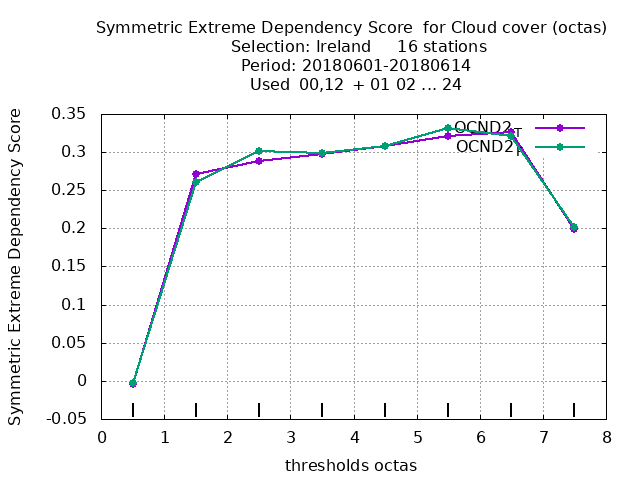 Symmetric Extreme Dependency Score for Cloud cover (octas)
Selection: Ireland 16 stations
Period: 20180601-20180614
Used 00,12 + 01 02 ... 24
Symmetric Extreme Dependency Score
0.35
0.3
0.25
0.2
0.15
0.1
0.05
0
-0.05
OCND2T
OCND2F
0 1 2 3 4 5 6 7 8
thresholds octas